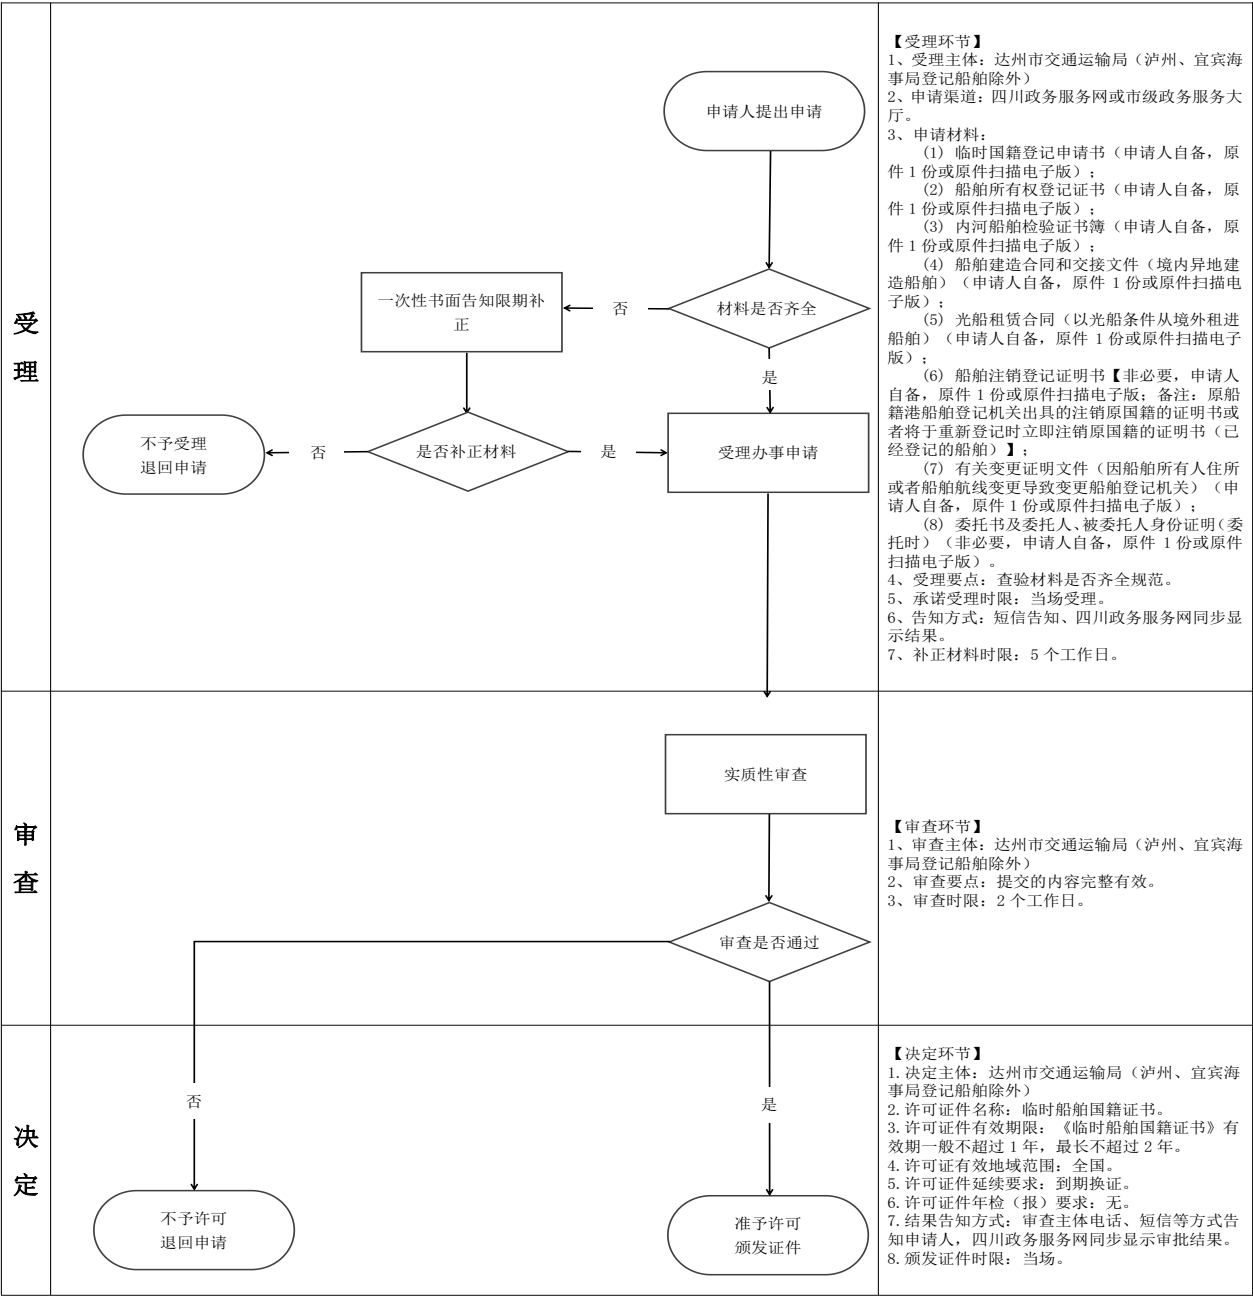 受
理
申请人提出申请
材料是否齐全
否
一次性书面告知限期补
正
是
是否补正材料
否
不予受理
退回申请
是
受理办事申请
【受理环节】
1、受理主体：达州市交通运输局（泸州、宜宾海
事局登记船舶除外）
2、申请渠道：四川政务服务网或市级政务服务大
厅。
3、申请材料：
(1) 临时国籍登记申请书（申请人自备，原
件 1 份或原件扫描电子版）；
(2) 船舶所有权登记证书（申请人自备，原
件 1 份或原件扫描电子版）；
(3) 内河船舶检验证书簿（申请人自备，原
件 1 份或原件扫描电子版）；
(4) 船舶建造合同和交接文件（境内异地建
造船舶）（申请人自备，原件 1 份或原件扫描电
子版）；
(5) 光船租赁合同（以光船条件从境外租进
船舶）（申请人自备，原件 1 份或原件扫描电子
版）；
(6) 船舶注销登记证明书【非必要，申请人
自备，原件 1 份或原件扫描电子版；备注：原船
籍港船舶登记机关出具的注销原国籍的证明书或
者将于重新登记时立即注销原国籍的证明书（已
经登记的船舶）】；
(7) 有关变更证明文件（因船舶所有人住所
或者船舶航线变更导致变更船舶登记机关）（申
请人自备，原件 1 份或原件扫描电子版）；
(8) 委托书及委托人、被委托人身份证明（委
托时）（非必要，申请人自备，原件 1 份或原件
扫描电子版）。
4、受理要点：查验材料是否齐全规范。
5、承诺受理时限：当场受理。
6、告知方式：短信告知、四川政务服务网同步显
示结果。
7、补正材料时限：5 个工作日。
审
查
实质性审查
审查是否通过
【审查环节】
1、审查主体：达州市交通运输局（泸州、宜宾海
事局登记船舶除外）
2、审查要点：提交的内容完整有效。
3、审查时限：2 个工作日。
决
定
否
是
不予许可
退回申请
准予许可
颁发证件
【决定环节】
1.决定主体：达州市交通运输局（泸州、宜宾海
事局登记船舶除外）
2.许可证件名称：临时船舶国籍证书。
3.许可证件有效期限：《临时船舶国籍证书》有
效期一般不超过 1 年，最长不超过 2 年。
4.许可证有效地域范围：全国。
5.许可证件延续要求：到期换证。
6.许可证件年检（报）要求：无。
7.结果告知方式：审查主体电话、短信等方式告
知申请人，四川政务服务网同步显示审批结果。
8.颁发证件时限：当场。